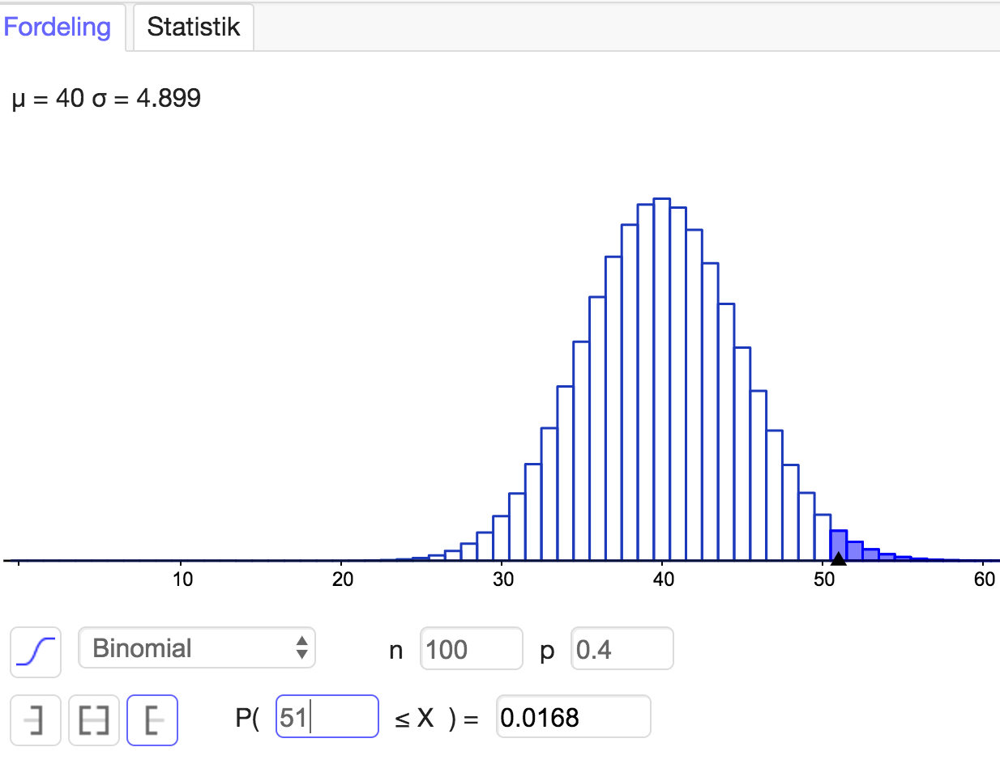 Fordeling Statistik
μ = 40 σ = 4.899
10 20 30 40 50 60
Binomial n 100 p 0.4
P( 51 ≤ X ) = 0.0168